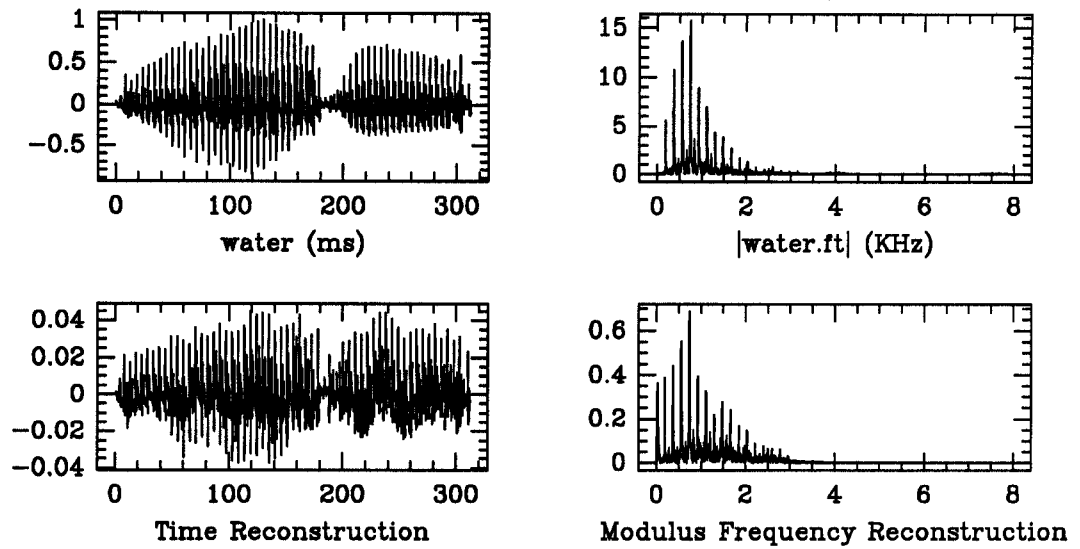 1
0.5
0
−0.5
0 100 200 300
water (ms)
15
10
5
0
0 2 4 6 8
|water.ft| (KHz)
0.04
0.02
0
−0.02
−0.04
0 100 200 300
Time Reconstruction
0.6
0.4
0.2
0
0 2 4 6 8
Modulus Frequency Reconstruction